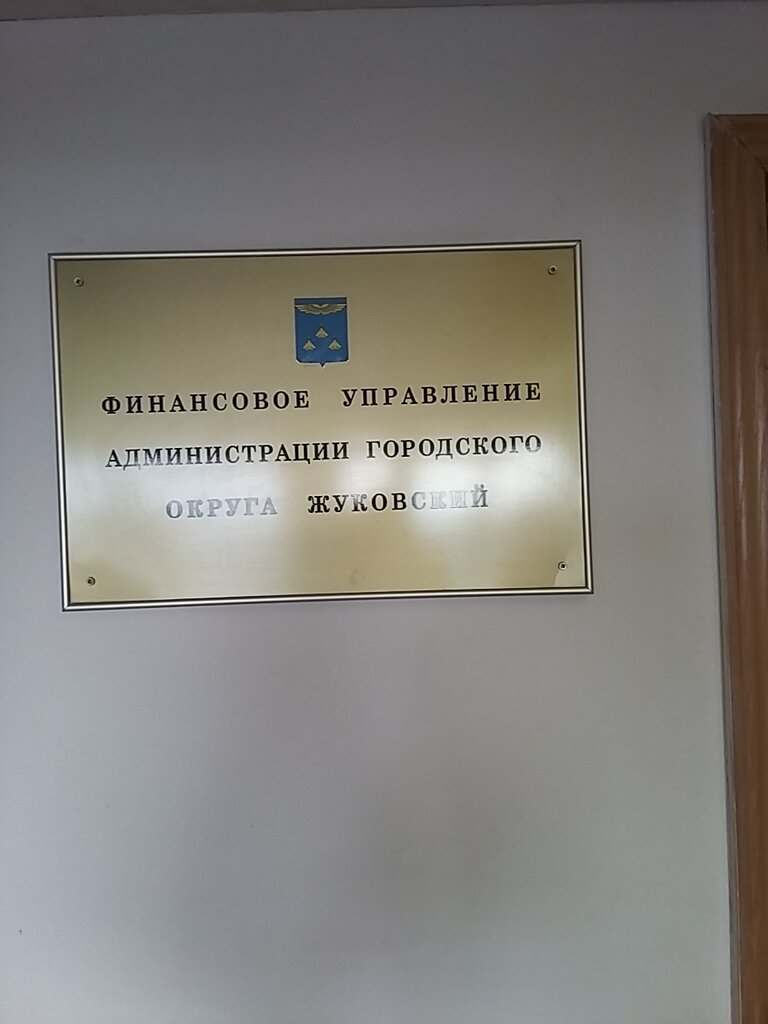 ФИНАНСОВОЕ УПРАВЛЕНИЕ
АДМИНИСТРАЦИИ ГОРОДСКОГО
ОКРУГА ЖУКОВСКИЙ